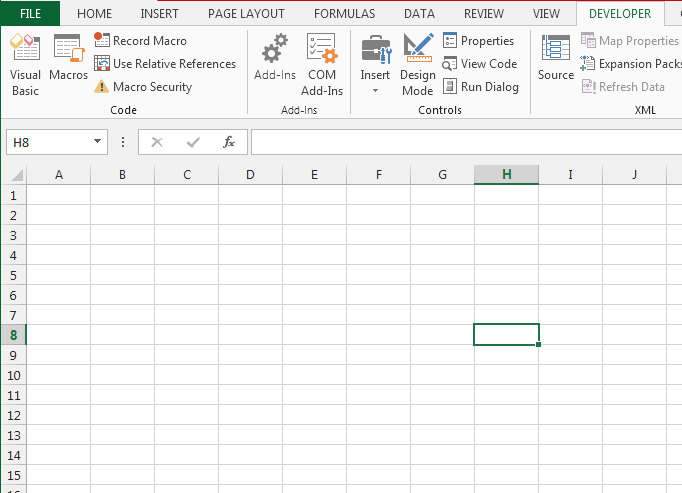 FILE HOME INSERT PAGE LAYOUT FORMULAS DATA REVIEW VIEW DEVELOPER
Visual Basic
Macros
Record Macro
Use Relative References
Macro Security
Code
Add-Ins
COM Add-Ins
Add-Ins
Insert
Design Mode
Properties
View Code
Run Dialog
Controls
Source
Map Properties
Expansion Packs
Refresh Data
XML
H8 fx
A B C D E F G H I J
1
2
3
4
5
6
7
8
9
10
11
12
13
14
15